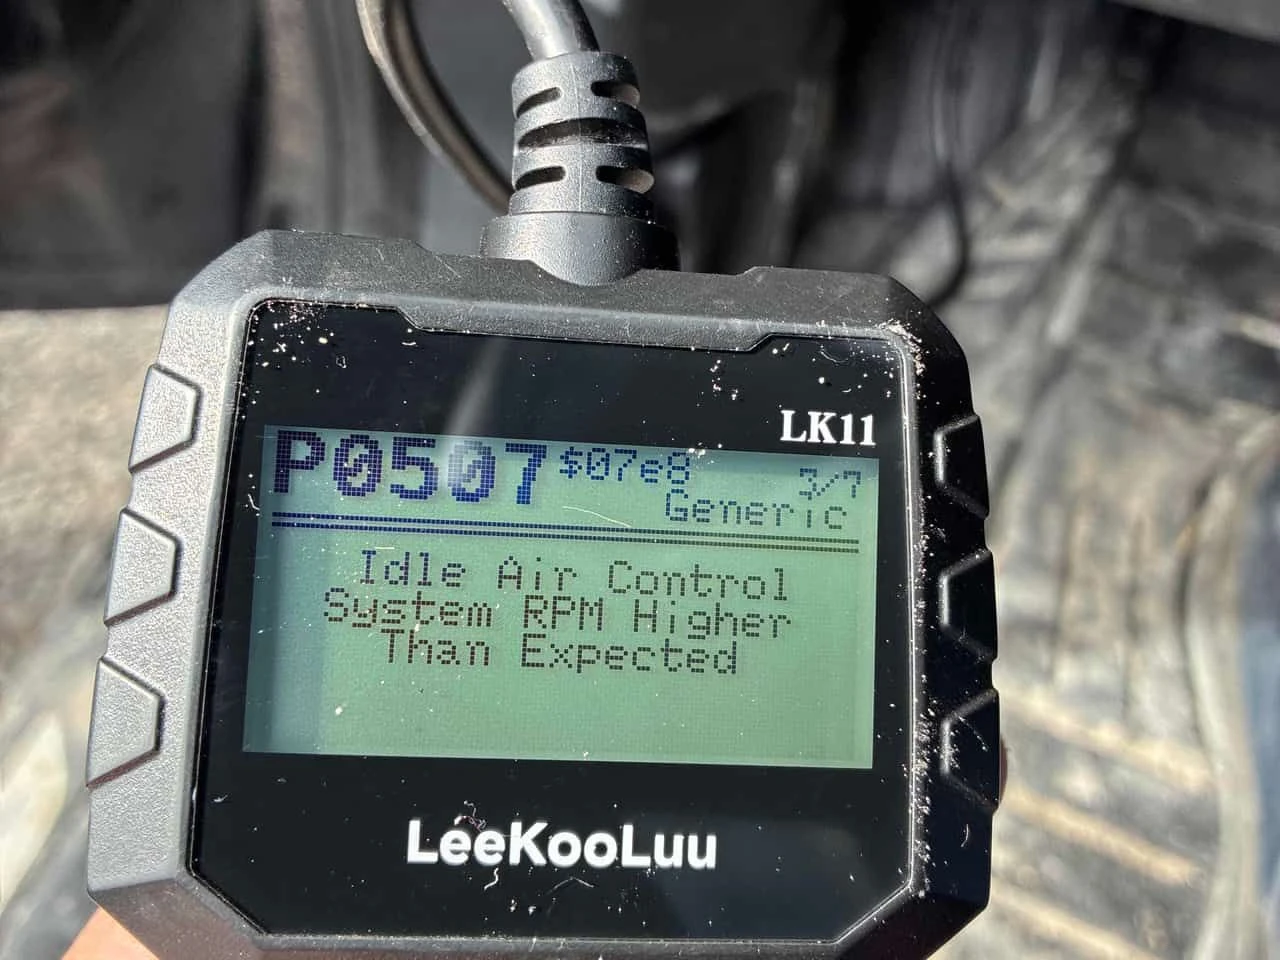 LK11
P0507 $07e8 3/7
Generic
Idle Air Control
System RPM Higher
Than Expected
LeeKooLuu